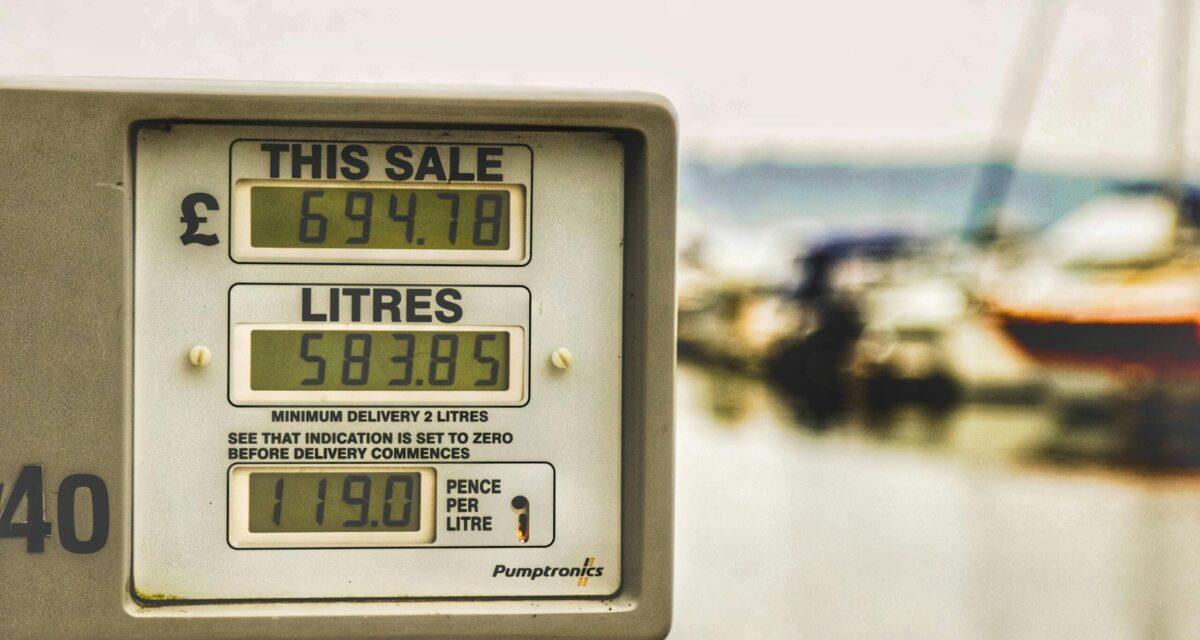 THIS SALE
£ 694.78
LITRES
583.85
MINIMUM DELIVERY 2 LITRES
SEE THAT INDICATION IS SET TO ZERO
BEFORE DELIVERY COMMENCES
119.0
PENCE
PER
LITRE
40
Pumptronics